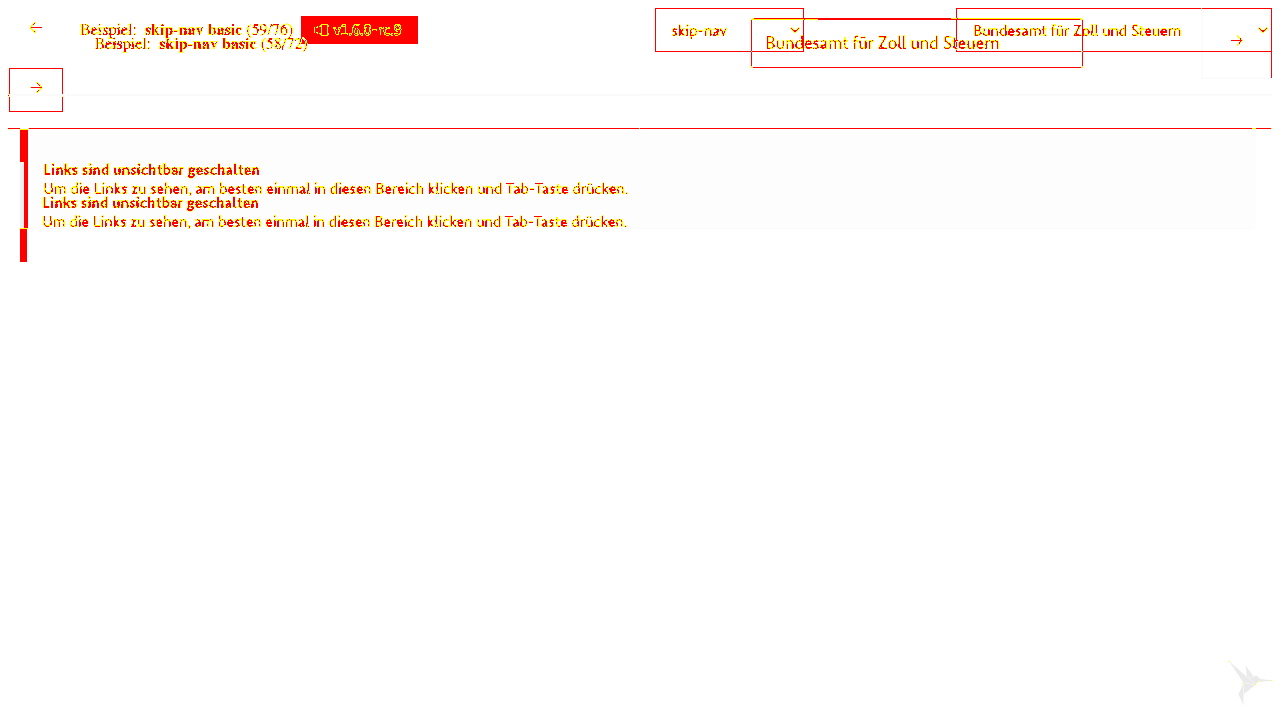 Beispiel: skip-nav basic (59/76) v1.6.0-rc.9
Beispiel: skip-nav basic (58/72)
skip-nav
Bundesamt für Zoll und Steuern
Bundesamt für Zoll und Steuern
Links sind unsichtbar geschalten
Um die Links zu sehen, am besten einmal in diesen Bereich klicken und Tab-Taste drücken.
Links sind unsichtbar geschalten
Um die Links zu sehen, am besten einmal in diesen Bereich klicken und Tab-Taste drücken.